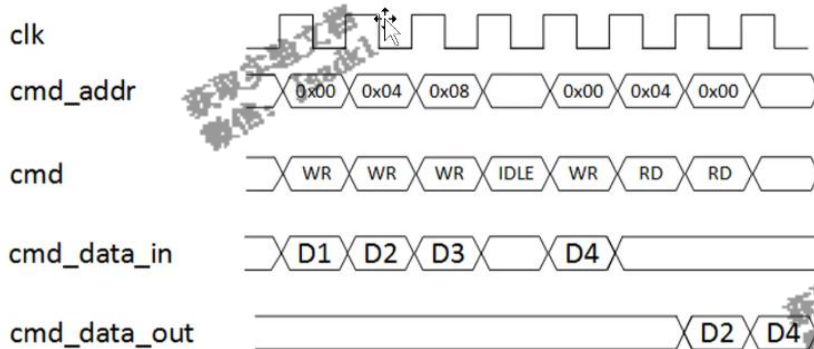 clk
cmd_addr 0x00 0x04 0x08 0x00 0x04 0x00
cmd WR WR WR IDLE WR RD RD
cmd_data_in D1 D2 D3 D4
cmd_data_out D2 D4